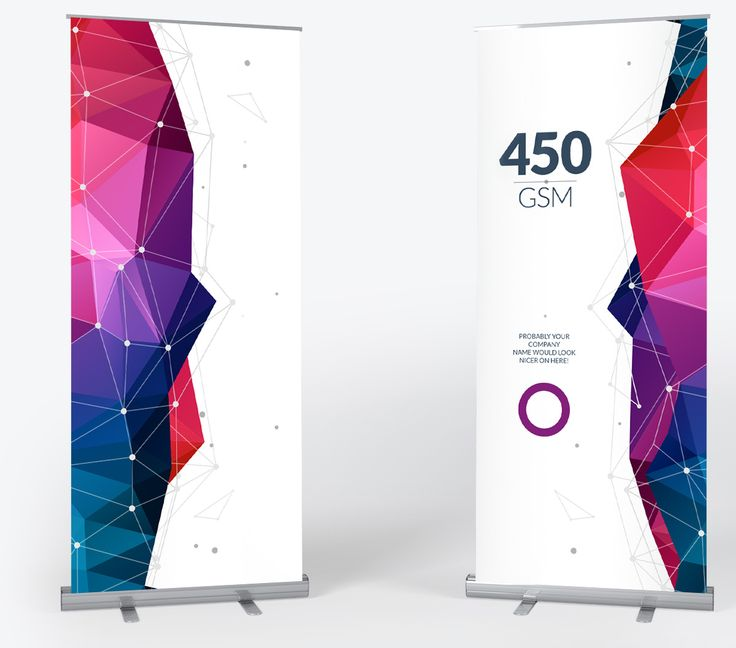 450
GSM
PROBABLY YOUR
COMPANY
NAME WOULD LOOK
NICER ON HERE!